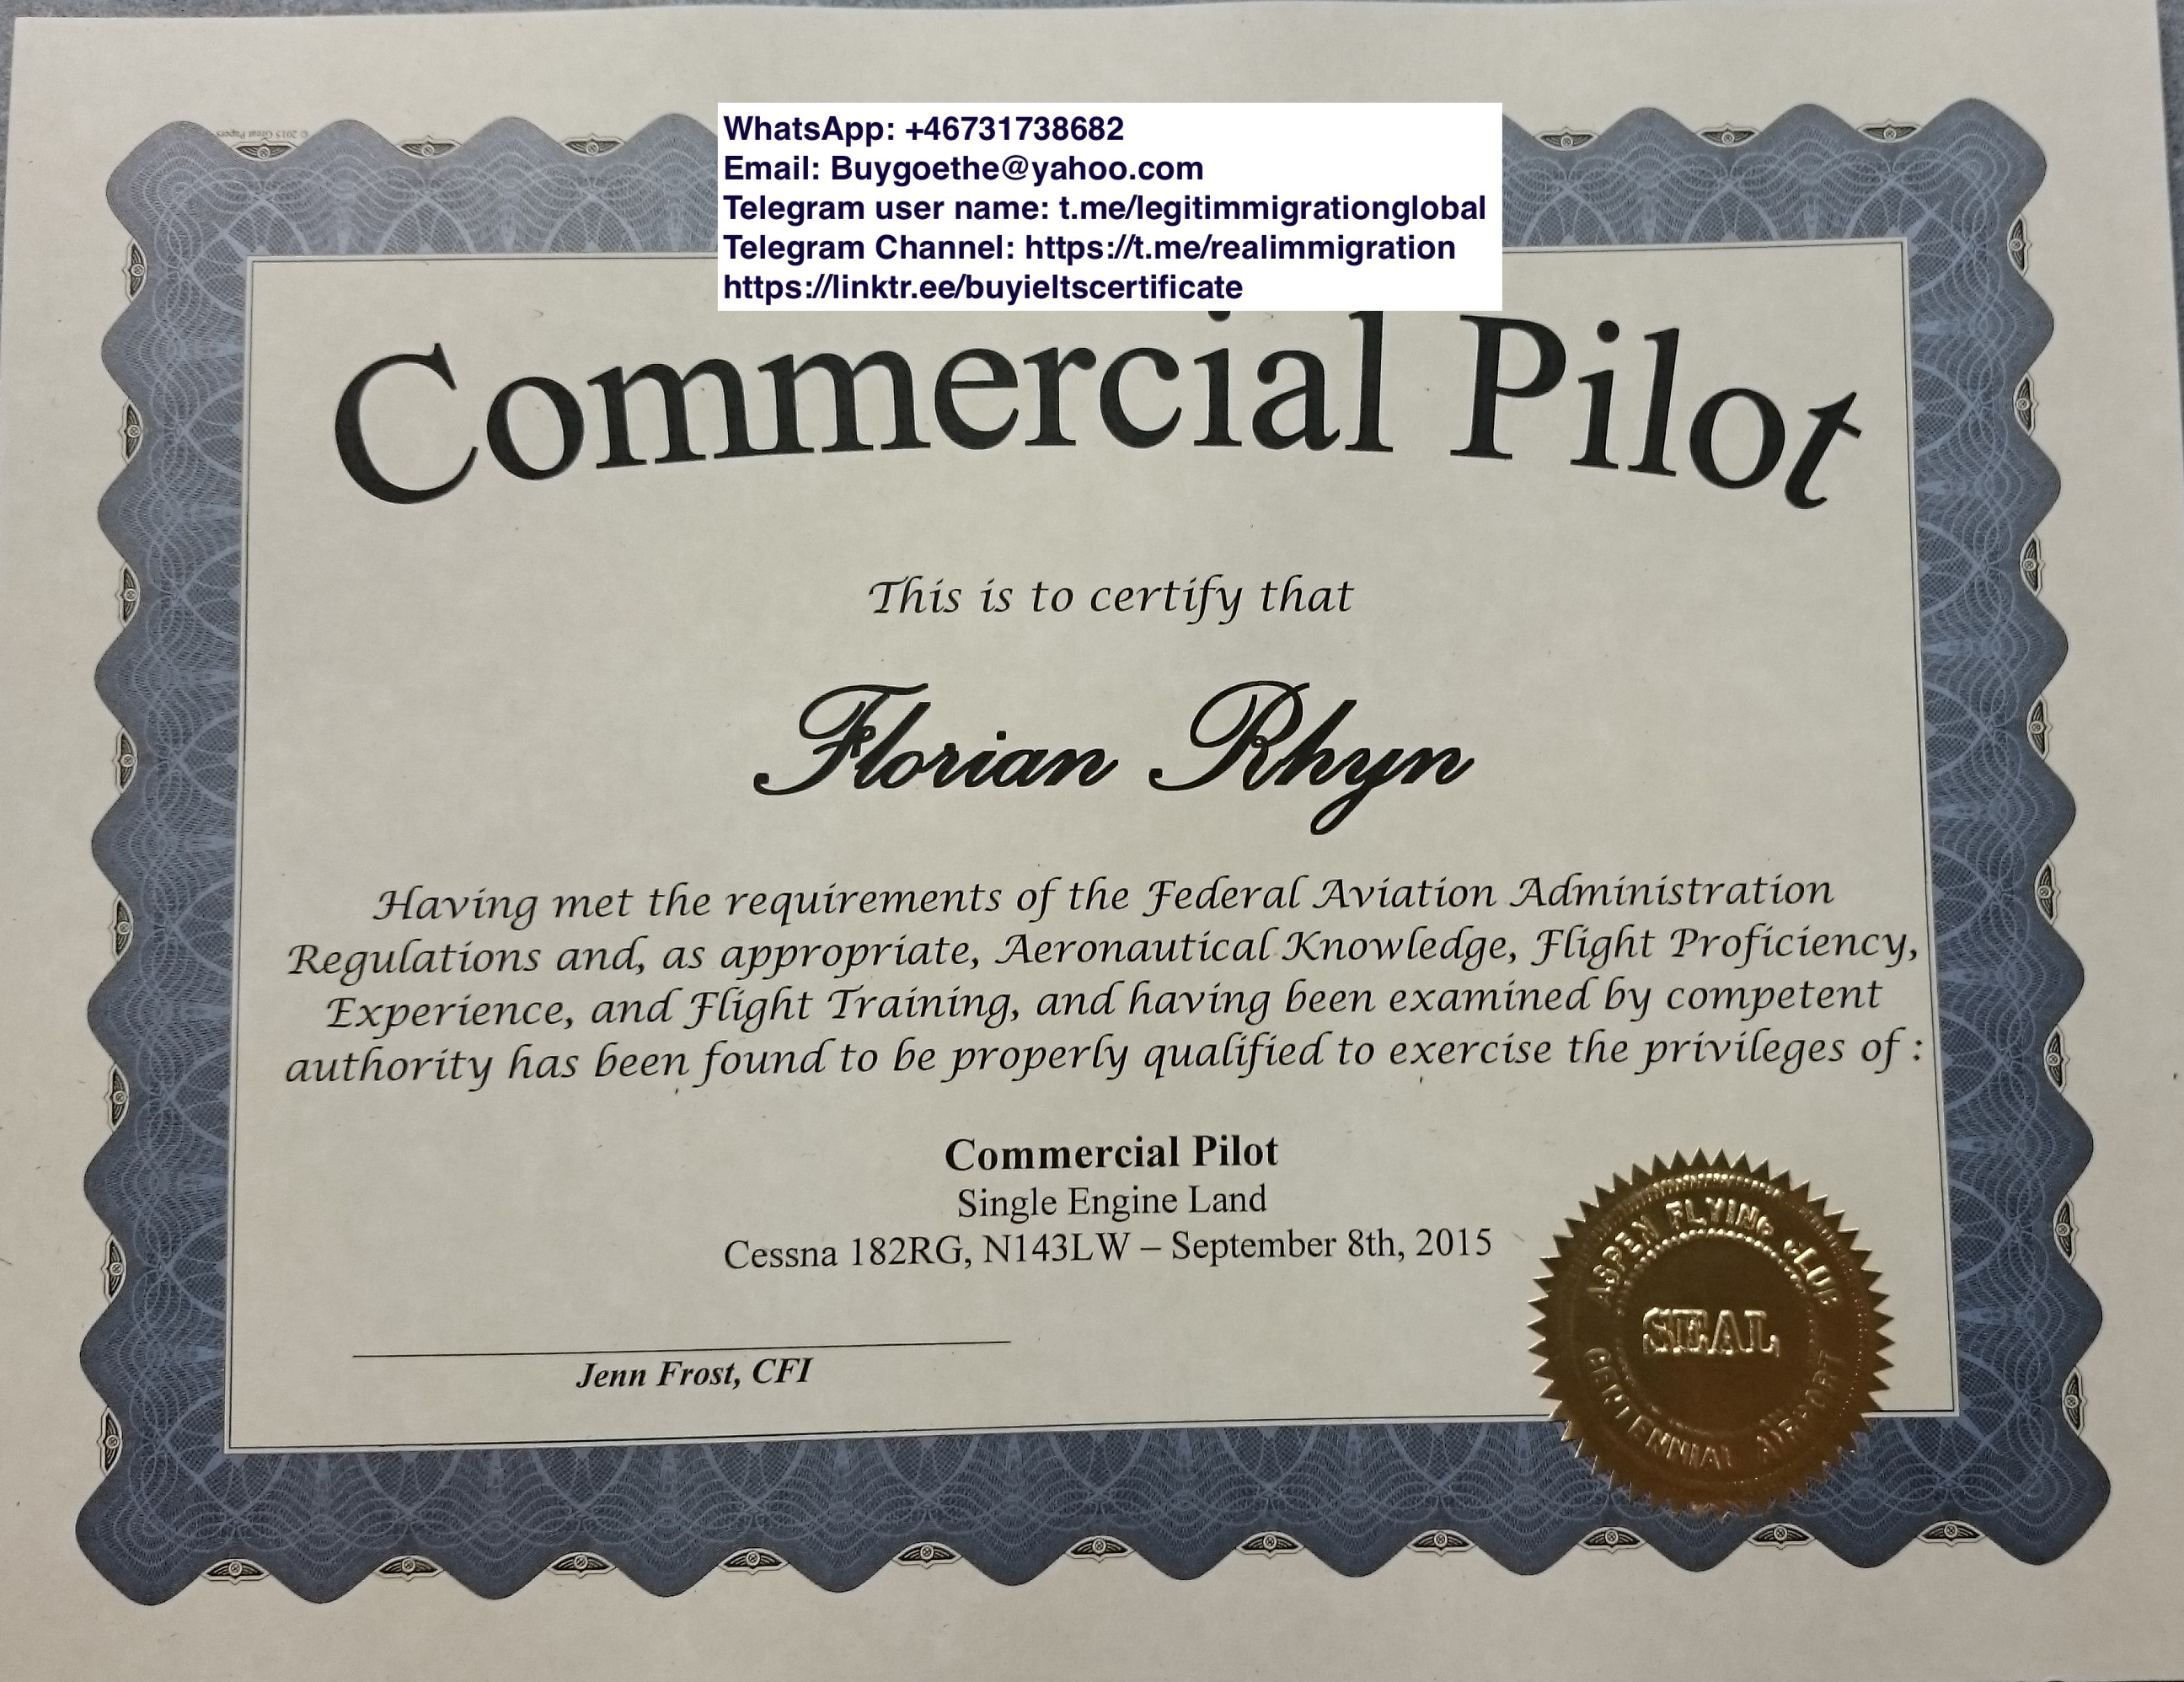 © 2015 Great Papers
WhatsApp: +46731738682
Email: Buygoethe@yahoo.com
Telegram user name: t.me/legitimmigrationglobal
Telegram Channel: https://t.me/realimmigration
https://linktr.ee/buyieltscertificate
Commercial Pilot
This is to certify that
Florian Rhyn
Having met the requirements of the Federal Aviation Administration
Regulations and, as appropriate, Aeronautical Knowledge, Flight Proficiency,
Experience, and Flight Training, and having been examined by competent
authority has been found to be properly qualified to exercise the privileges of :
Commercial Pilot
Single Engine Land
Cessna 182RG, N143LW – September 8th, 2015
Jenn Frost, CFI
ASPEN FLYING CLUB
SEAL
CENTENNIAL AIRPORT